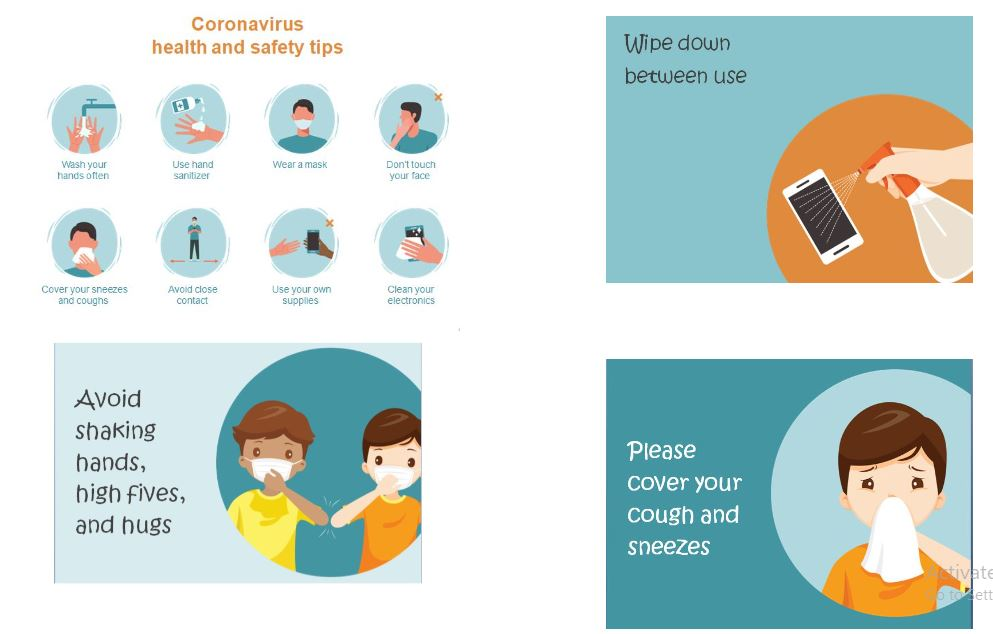 Coronavirus
health and safety tips
Wash your
hands often
Use hand
sanitizer
Wear a mask
Don't touch
your face
Cover your sneezes
and coughs
Avoid close
contact
Use your own
supplies
Clean your
electronics
Wipe down
between use
Avoid
shaking
hands,
high fives,
and hugs
Please
cover your
cough and
sneezes
Activate
Go to Sett